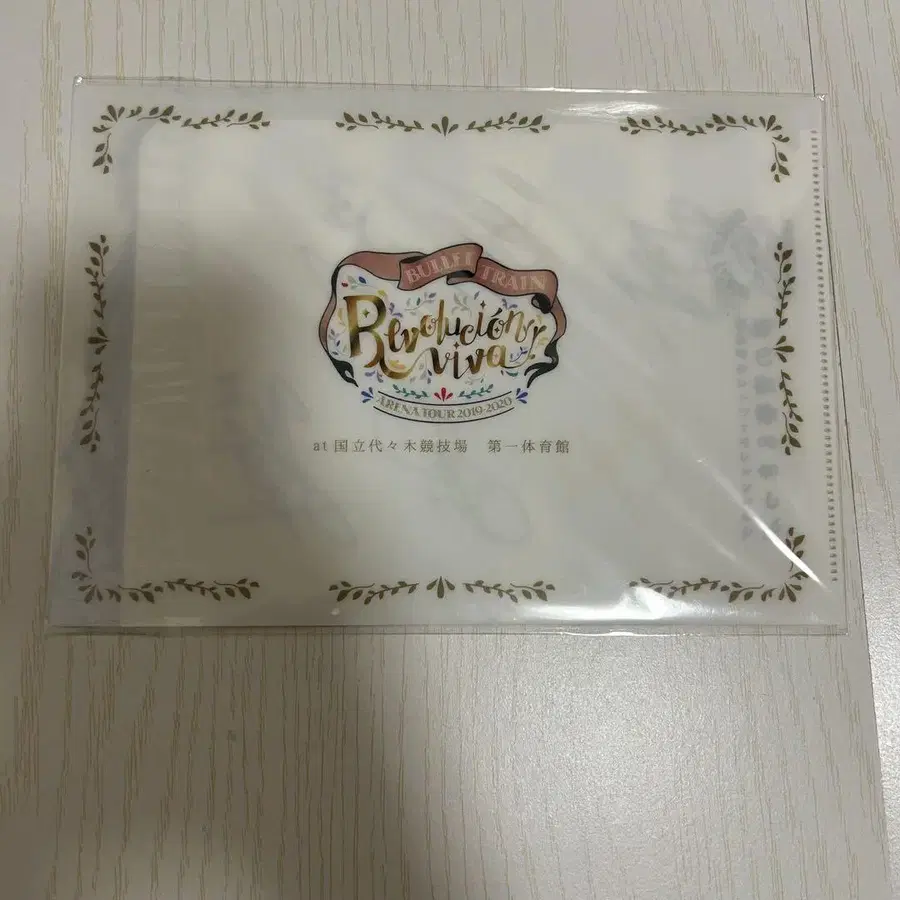 BULLET TRAIN
Revolución y
viva
ARENA TOUR 2019-2020
at 国立代々木競技場　第一体育館